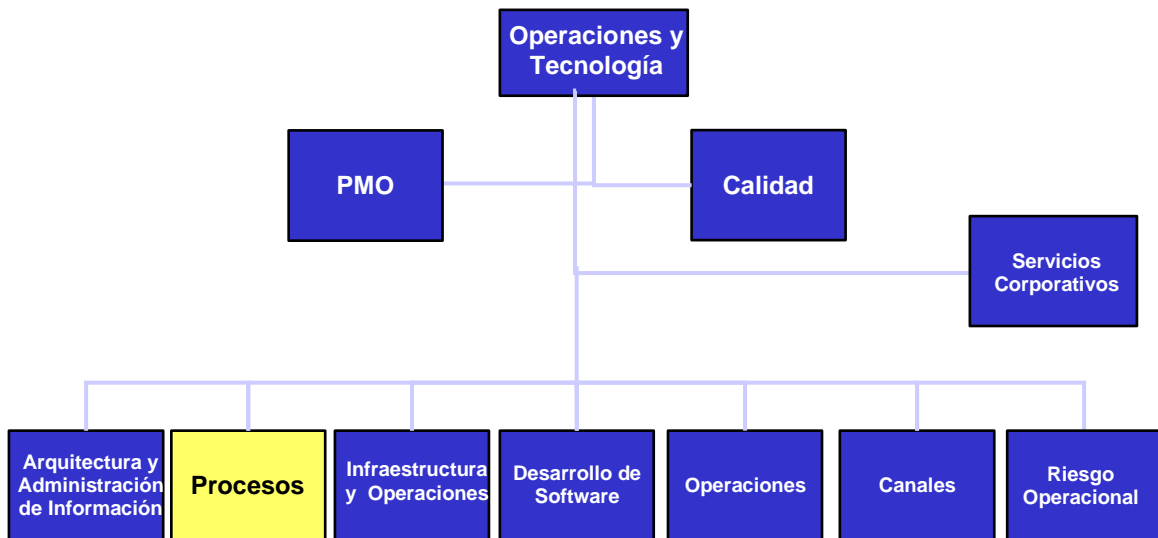 Operaciones y
Tecnología
PMO
Calidad
Servicios
Corporativos
Arquitectura y
Administración
de Información
Procesos
Infraestructura
y Operaciones
Desarrollo de
Software
Operaciones
Canales
Riesgo
Operacional